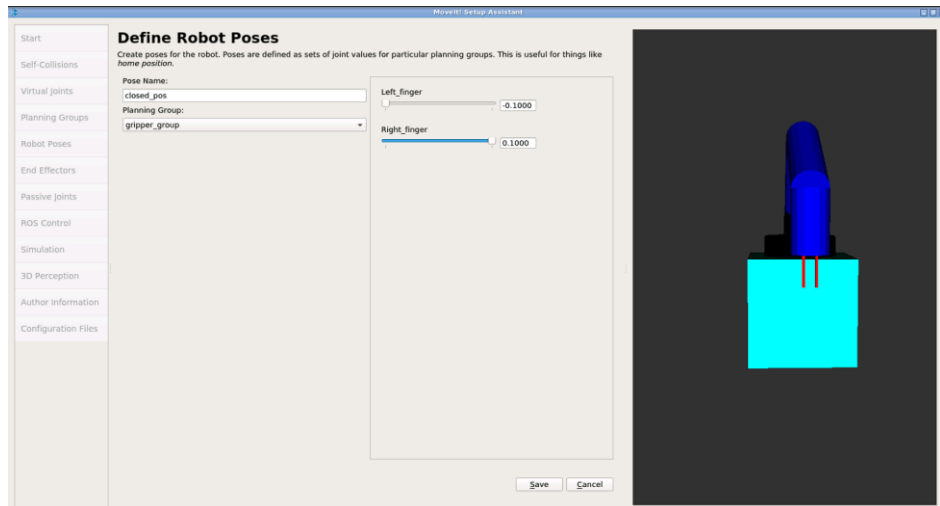 MoveIt! Setup Assistant
Start
Self-Collisions
Virtual Joints
Planning Groups
Robot Poses
End Effectors
Passive Joints
ROS Control
Simulation
3D Perception
Author Information
Configuration Files
Define Robot Poses
Create poses for the robot. Poses are defined as sets of joint values for particular planning groups. This is useful for things like
home position.
Pose Name:
closed_pos
Planning Group:
gripper_group
Left_finger
-0.1000
Right_finger
0.1000
Save
Cancel